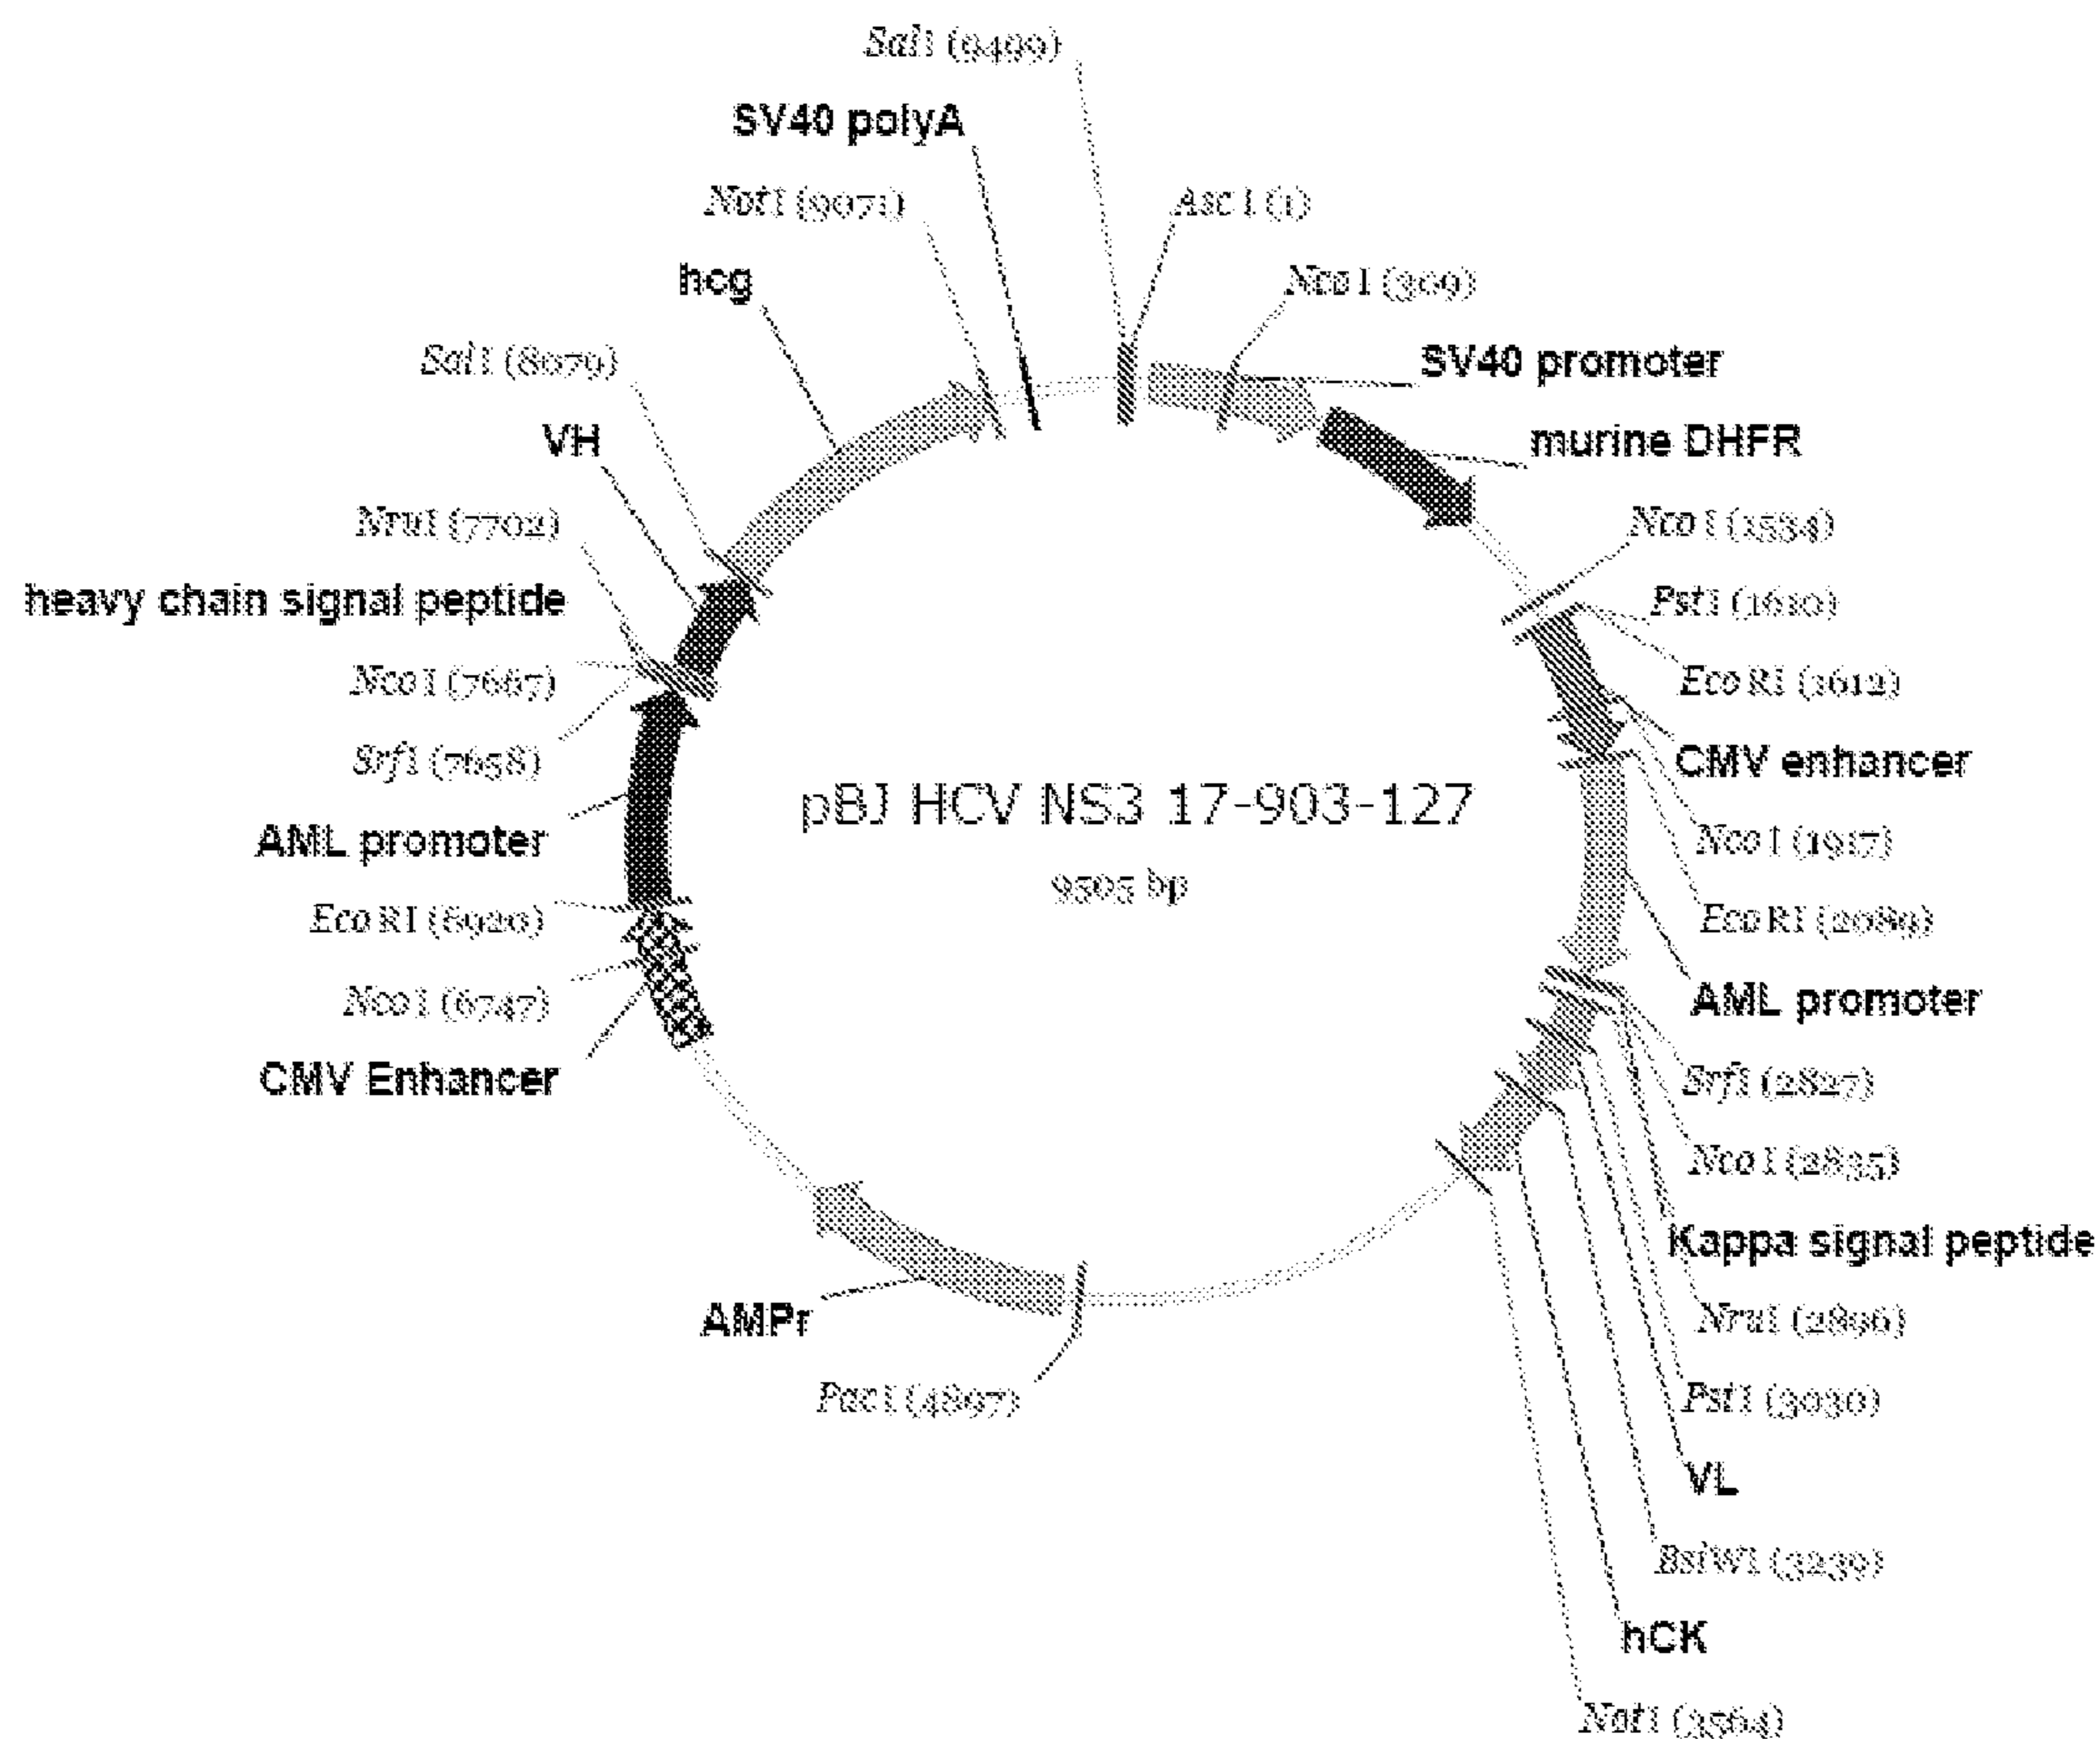 SalI (9499)
SV40 polyA
NotI (9071)
AscI (1)
hcg
NcoI (309)
SalI (8079)
SV40 promoter
VH
murine DHFR
NruI (7702)
NcoI (1534)
heavy chain signal peptide
PstI (1610)
NcoI (7667)
EcoRI (1612)
SrfI (7658)
CMV enhancer
pBJ HCV NS3 17-903-127
AML promoter
NcoI (1917)
9505 bp
EcoRI (6920)
EcoRI (2089)
NcoI (6747)
AML promoter
CMV Enhancer
SrfI (2827)
NcoI (2835)
Kappa signal peptide
AMPr
NruI (2896)
PacI (4897)
PstI (3030)
VL
BsiWI (3239)
hCK
NotI (3564)